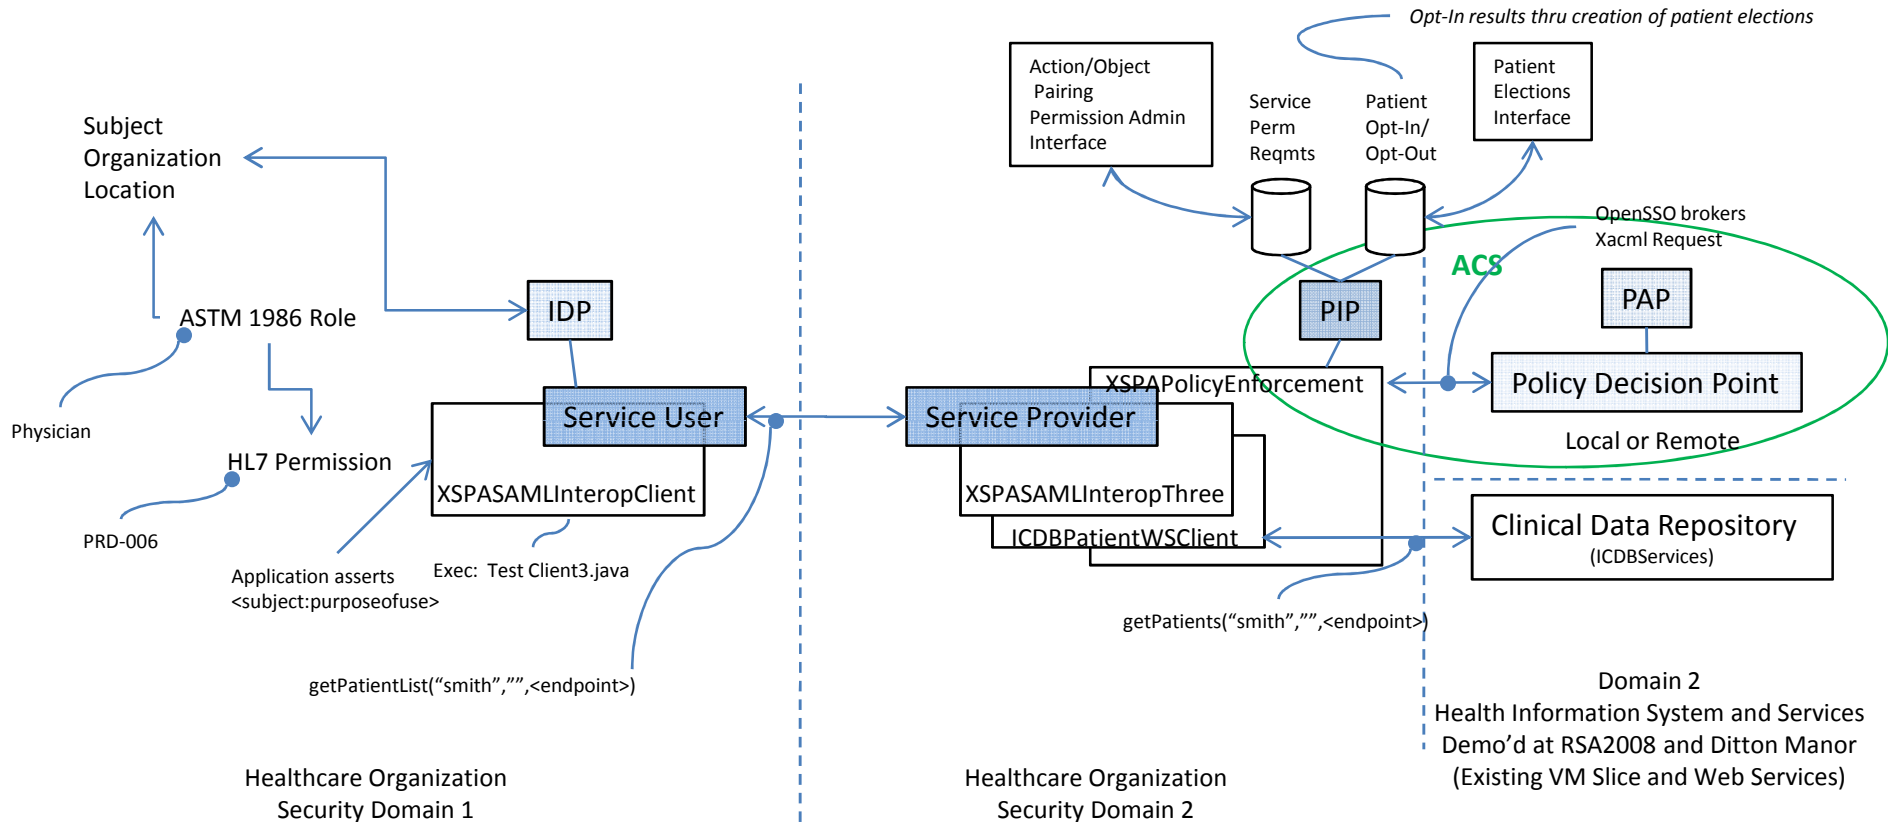 Opt-In results thru creation of patient elections
Action/Object
Pairing
Permission Admin
Interface
Service
Perm
Reqmts
Patient
Opt-In/
Opt-Out
Patient
Elections
Interface
Subject
Organization
Location
OpenSSO brokers
Xacml Request
ACS
IDP
PIP
PAP
ASTM 1986 Role
XSPAPolicyEnforcement
Policy Decision Point
Service User
Service Provider
Physician
Local or Remote
HL7 Permission
XSPASAMLInteropClient
XSPASAMLInteropThree
ICDBPatientWSClient
Clinical Data Repository
(ICDBServices)
PRD-006
Application asserts
<subject:purposeofuse>
Exec:  Test Client3.java
getPatients(“smith”,””,<endpoint>)
getPatientList(“smith”,””,<endpoint>)
Domain 2
Health Information System and Services
Demo’d at RSA2008 and Ditton Manor
(Existing VM Slice and Web Services)
Healthcare Organization
Security Domain 1
Healthcare Organization
Security Domain 2